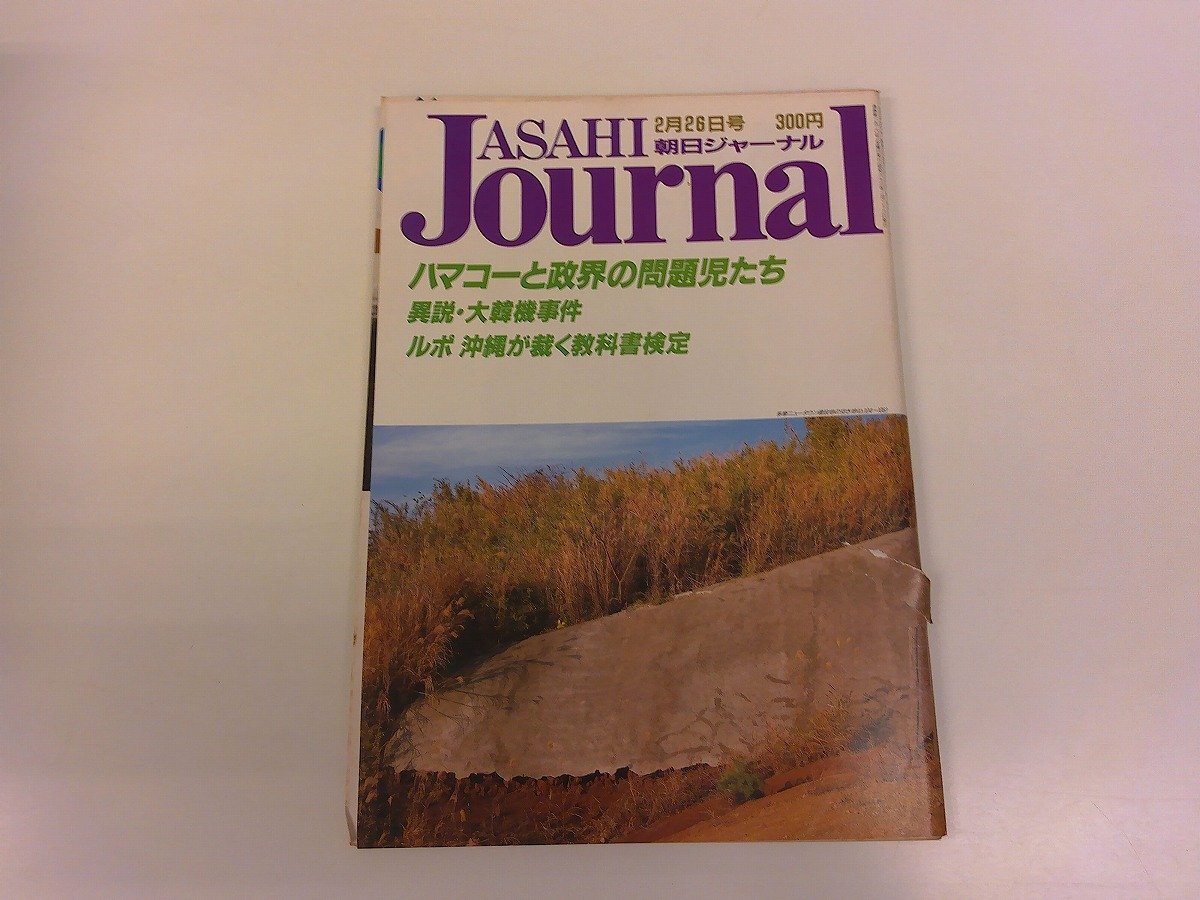 ASAHI
2月26日号 300円
朝日ジャーナル
Journal
ハマコーと政界の問題児たち
異説・大韓機事件
ルポ 沖縄が裁く教科書検定